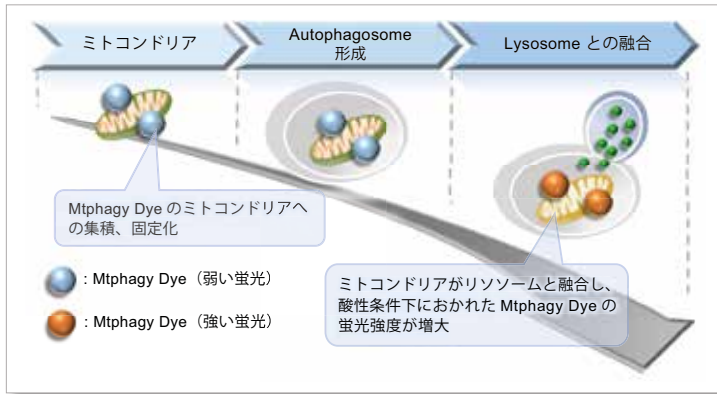 ミトコンドリア
Autophagosome
形成
Lysosome との融合
Mtphagy Dye のミトコンドリアへ
の集積、固定化
: Mtphagy Dye（弱い蛍光）
: Mtphagy Dye（強い蛍光）
ミトコンドリアがリソソームと融合し、
酸性条件下におかれた Mtphagy Dye の
蛍光強度が増大